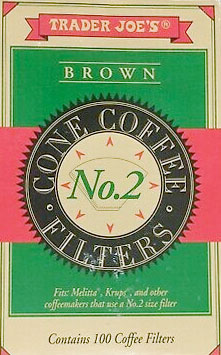 TRADER JOE'S®
BROWN
CONE COFFEE
No.2
FILTERS
Fits: Melitta®, Krups® and other
coffeemakers that use a No.2 size filter
Contains 100 Coffee Filters